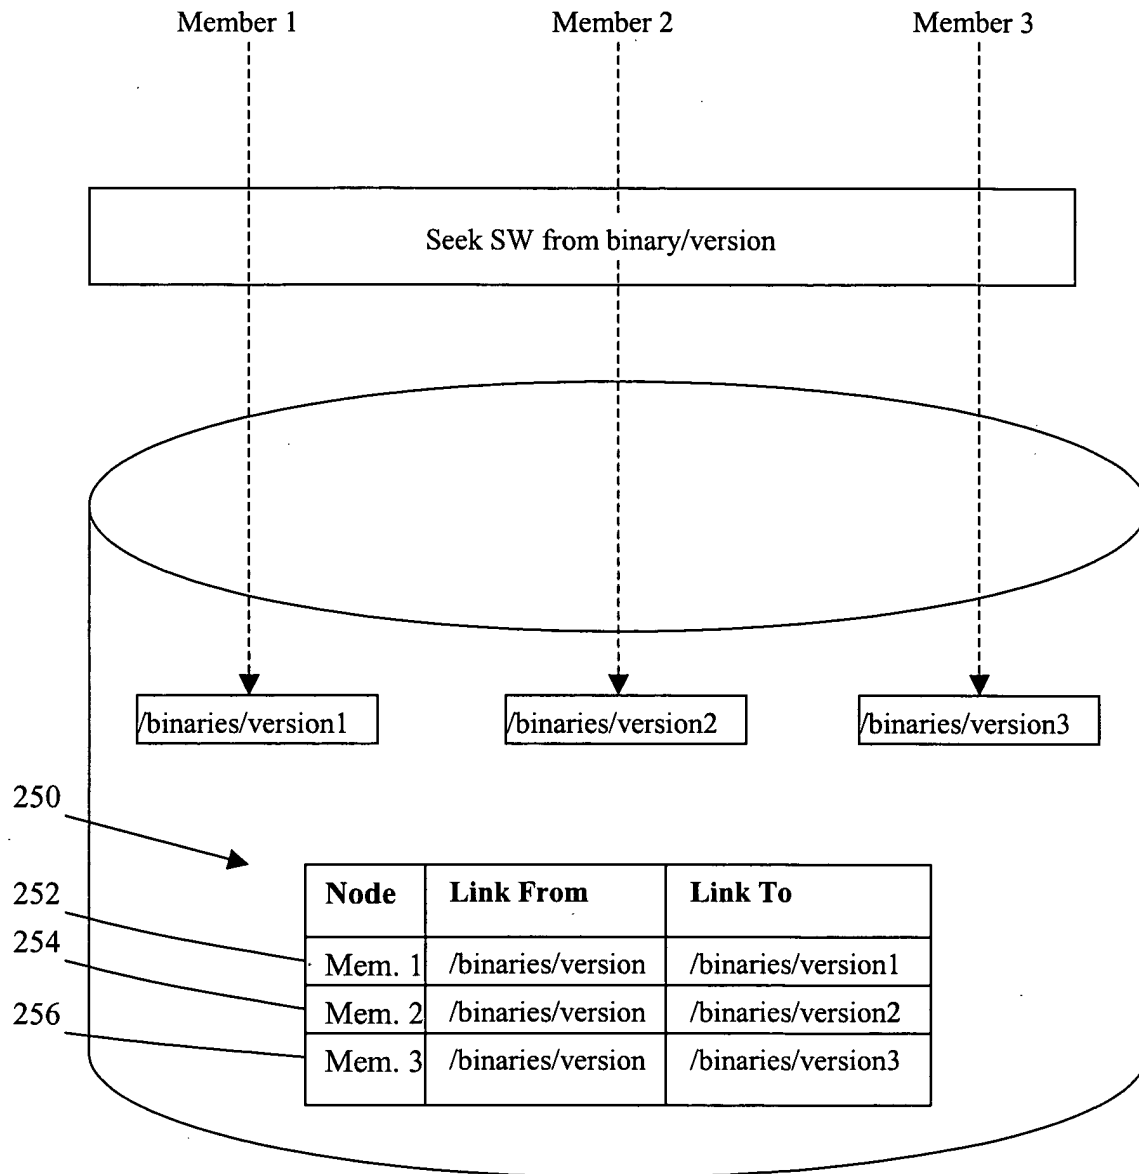 Member 1 Member 2 Member 3
Seek SW from binary/version
/binaries/version1 /binaries/version2 /binaries/version3
250
Node Link From Link To
252
Mem. 1 /binaries/version /binaries/version1
254
Mem. 2 /binaries/version /binaries/version2
256
Mem. 3 /binaries/version /binaries/version3